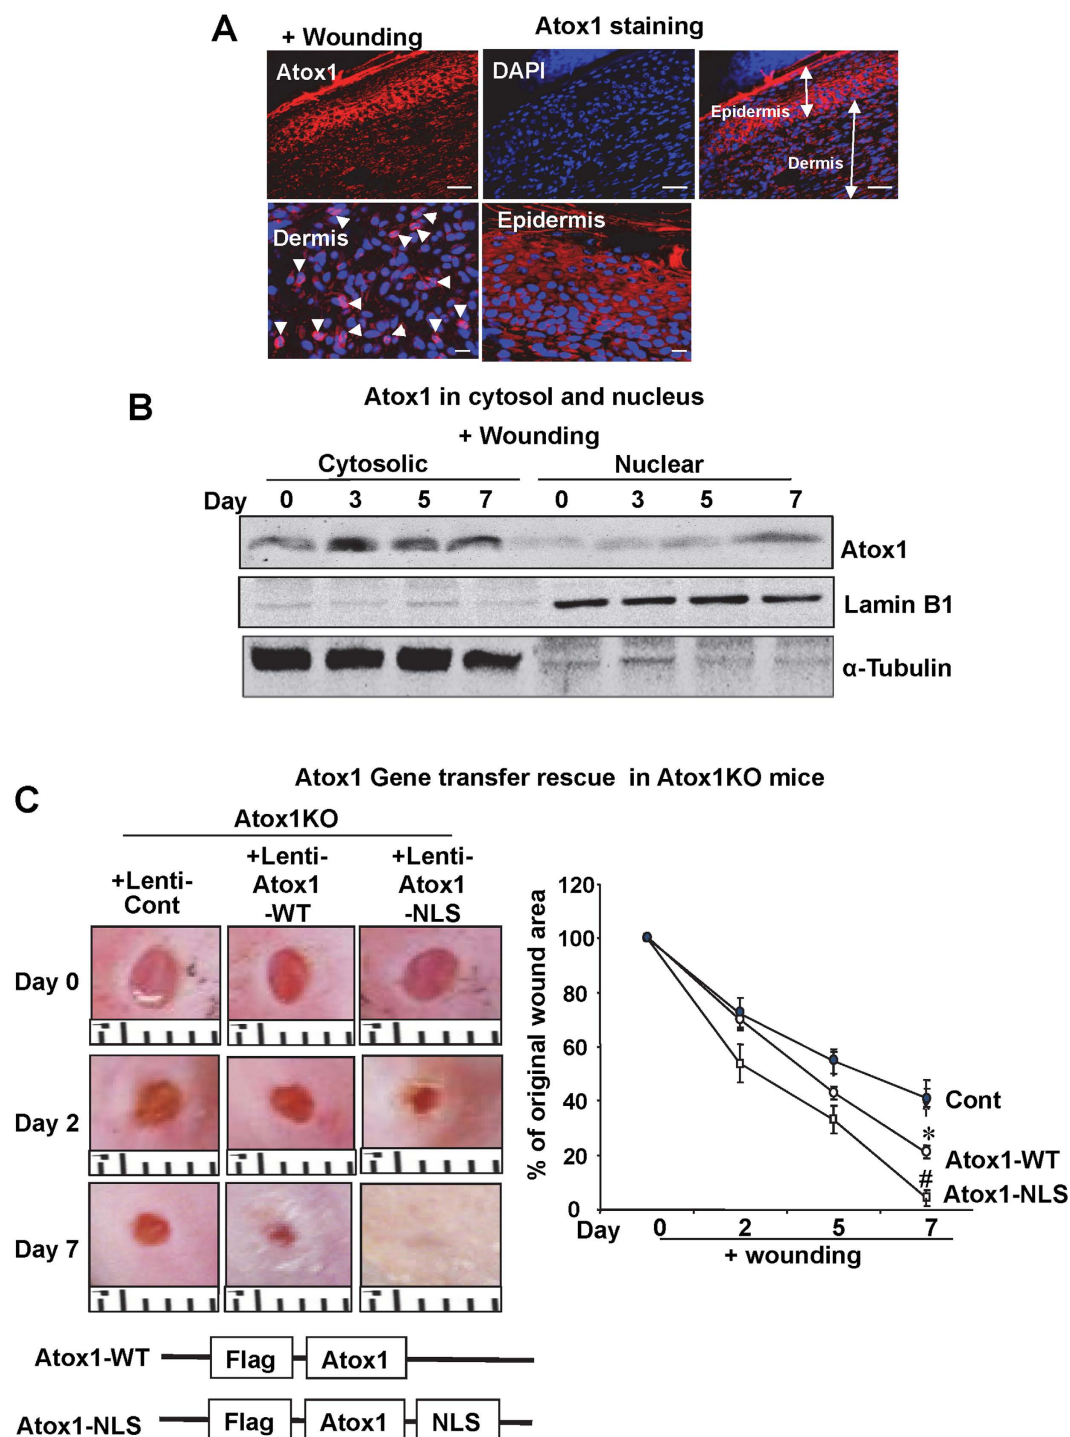 A
+ Wounding
Atox1 staining
Atox1
DAPI
Epidermis
Dermis
Dermis
Epidermis
B
Atox1 in cytosol and nucleus
+ Wounding
Cytosolic Nuclear
Day 0 3 5 7 0 3 5 7
Atox1
Lamin B1
α-Tubulin
Atox1 Gene transfer rescue in Atox1KO mice
C
Atox1KO
+Lenti-
Cont
+Lenti-
Atox1
-WT
+Lenti-
Atox1
-NLS
Day 0
Day 2
Day 7
% of original wound area
120
100
80
60
40
20
0
Cont
*
Atox1-WT
#
Atox1-NLS
Day 0 2 5 7
+ wounding
Atox1-WT Flag Atox1
Atox1-NLS Flag Atox1 NLS